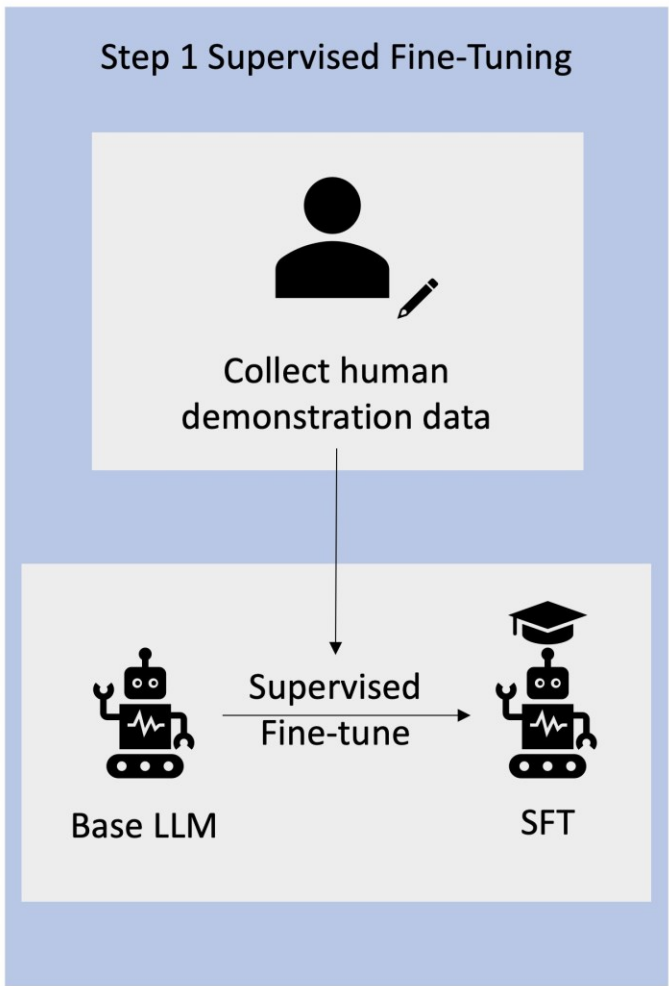 Step 1 Supervised Fine-Tuning
Collect human
demonstration data
Supervised
Fine-tune
Base LLM
SFT